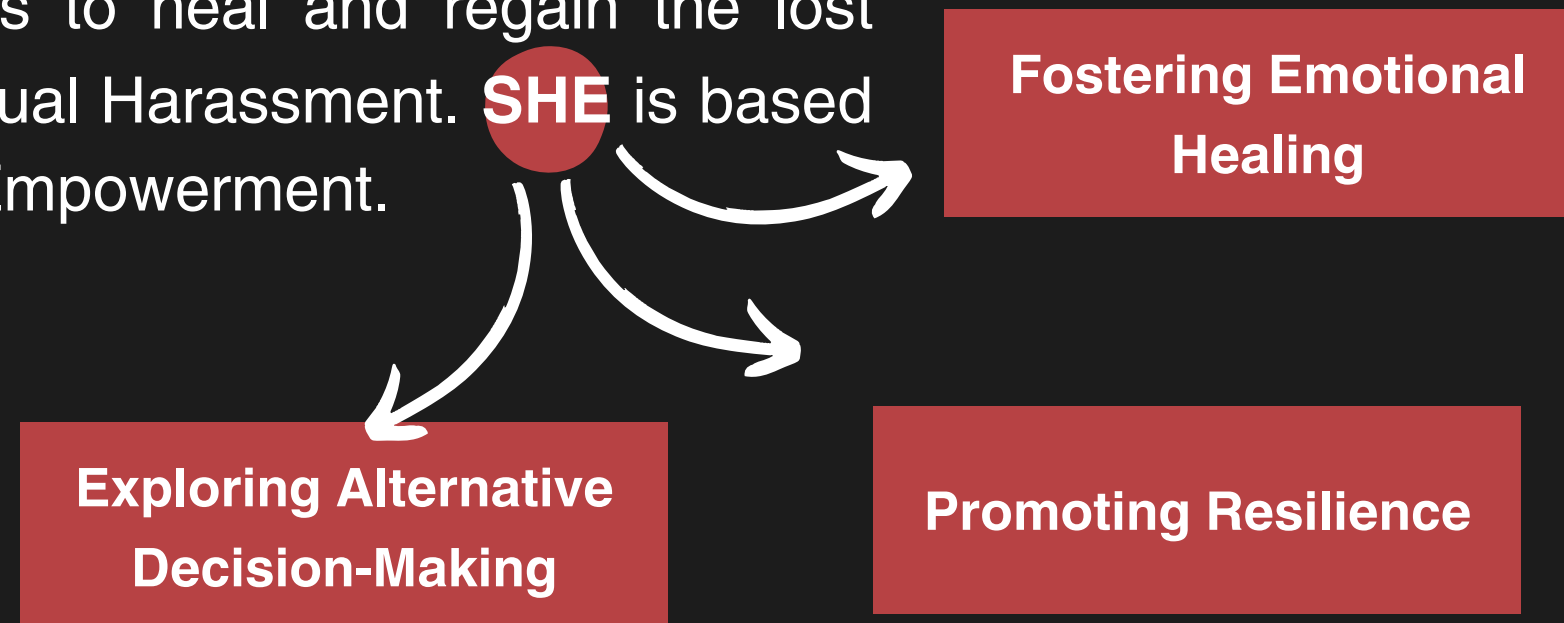 s to heal and regain the lost
ual Harassment. SHE is based
Empowerment.
Fostering Emotional
Healing
Exploring Alternative
Decision-Making
Promoting Resilience